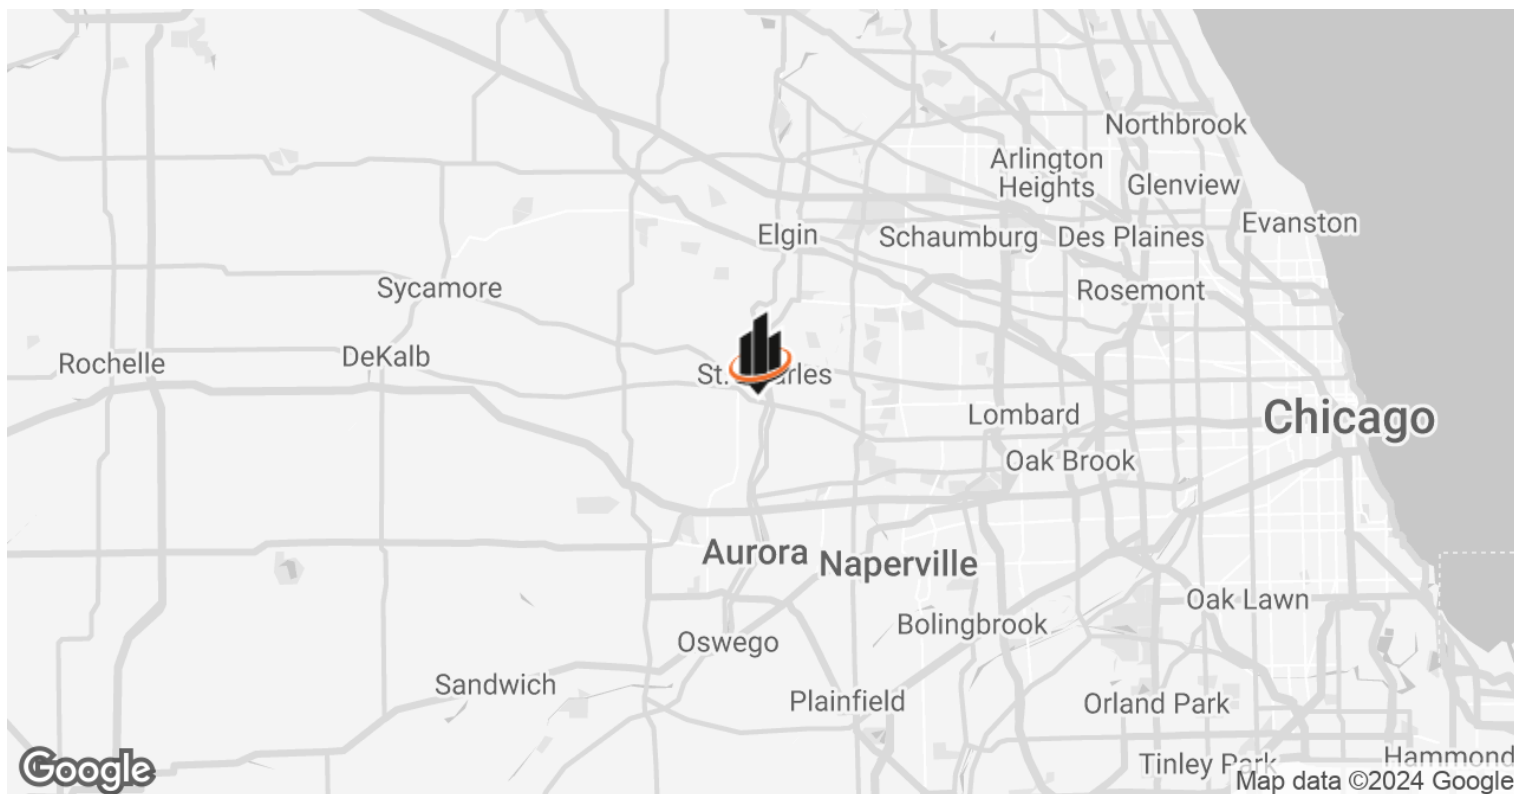 Northbrook
Arlington
Heights
Glenview
Evanston
Elgin
Schaumburg
Des Plaines
Sycamore
Rosemont
Rochelle
DeKalb
St. Charles
Lombard
Chicago
Oak Brook
Aurora
Naperville
Oak Lawn
Bolingbrook
Oswego
Sandwich
Plainfield
Orland Park
Tinley Park
Hammond
Google
Map data ©2024 Google